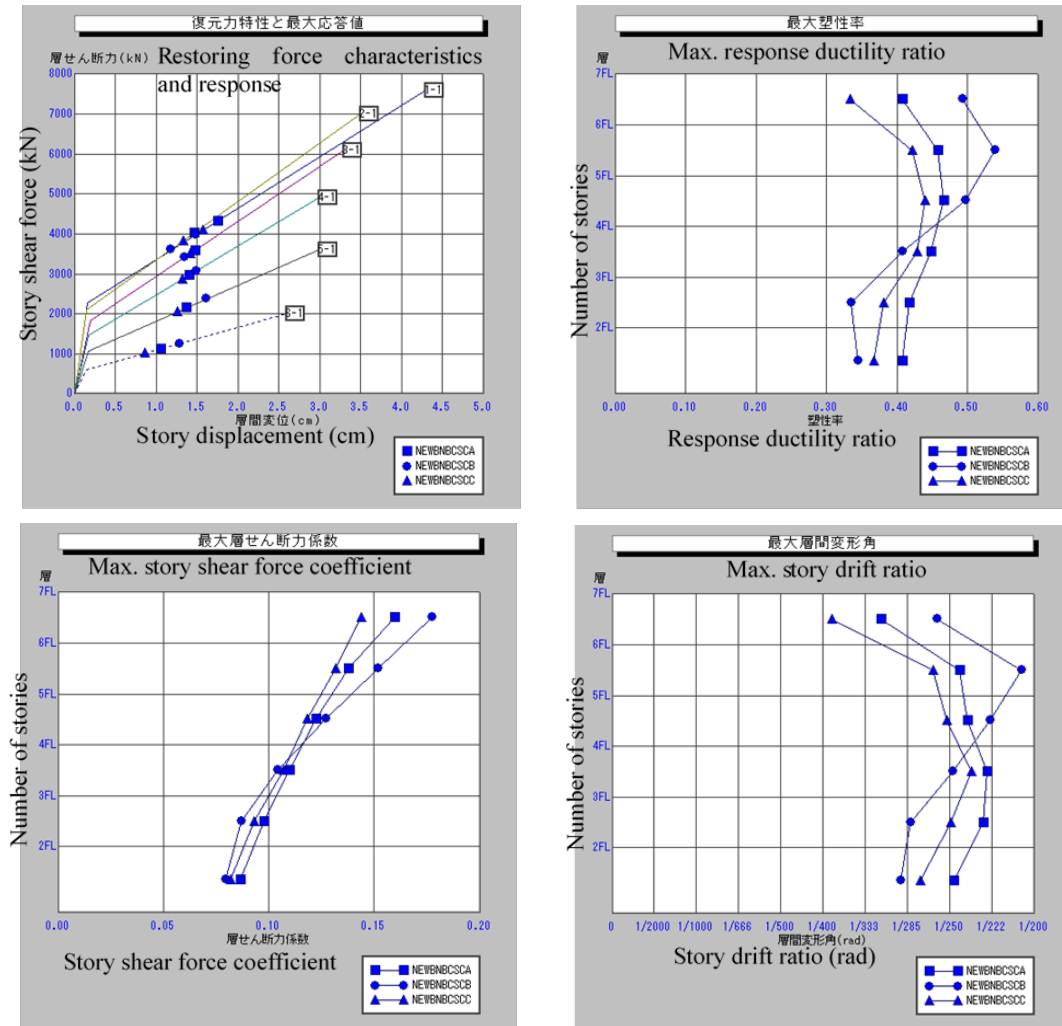 復元力特性と最大応答値
層せん断力(kN) Restoring force characteristics
and response
8000
7000
6000
5000
4000
3000
2000
1000
0
Story shear force (kN)
1-1
2-1
3-1
4-1
5-1
6-1
0.0 0.5 1.0 1.5 2.0 2.5 3.0 3.5 4.0 4.5 5.0
層間変位(cm)
Story displacement (cm)
NEWBNBCSCA
NEWBNBCSCB
NEWBNBCSCC
最大塑性率
Max. response ductility ratio
層
7FL
6FL
5FL
4FL
3FL
2FL
Number of stories
0.00 0.10 0.20 0.30 0.40 0.50 0.60
塑性率
Response ductility ratio
NEWBNBCSCA
NEWBNBCSCB
NEWBNBCSCC
最大層せん断力係数
Max. story shear force coefficient
層
7FL
6FL
5FL
4FL
3FL
2FL
Number of stories
0.00 0.05 0.10 0.15 0.20
層せん断力係数
Story shear force coefficient
NEWBNBCSCA
NEWBNBCSCB
NEWBNBCSCC
最大層間変形角
Max. story drift ratio
層
7FL
6FL
5FL
4FL
3FL
2FL
Number of stories
0 1/2000 1/1000 1/666 1/500 1/400 1/333 1/285 1/250 1/222 1/200
層間変形角(rad)
Story drift ratio (rad)
NEWBNBCSCA
NEWBNBCSCB
NEWBNBCSCC